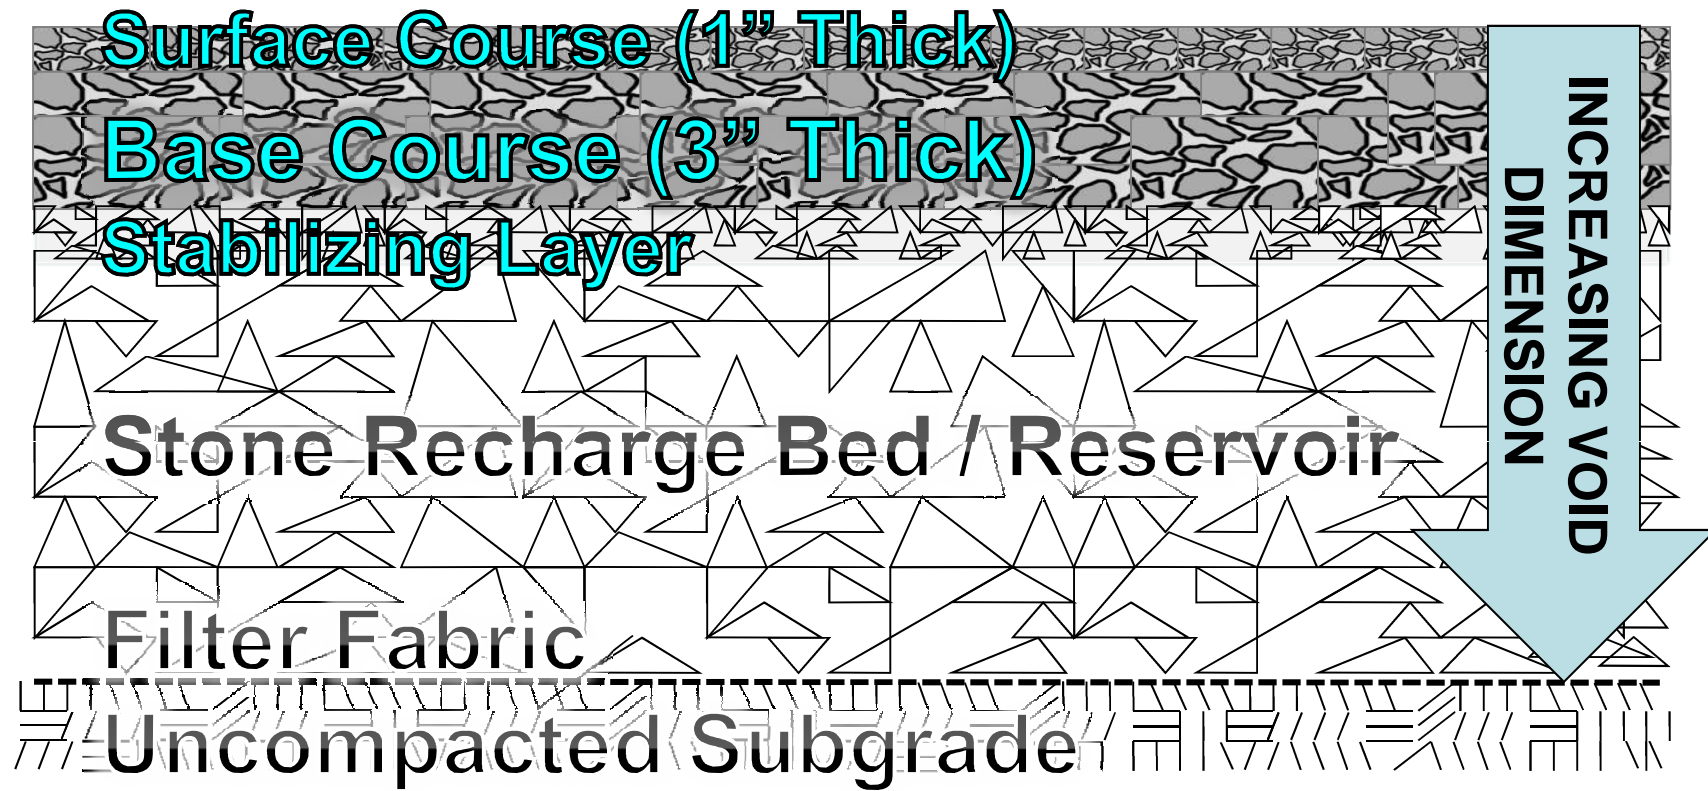 Surface Course (1” Thick)
Base Course (3” Thick)
Stabilizing Layer
Stone Recharge Bed / Reservoir
Filter Fabric
Uncompacted Subgrade
INCREASING VOID
DIMENSION